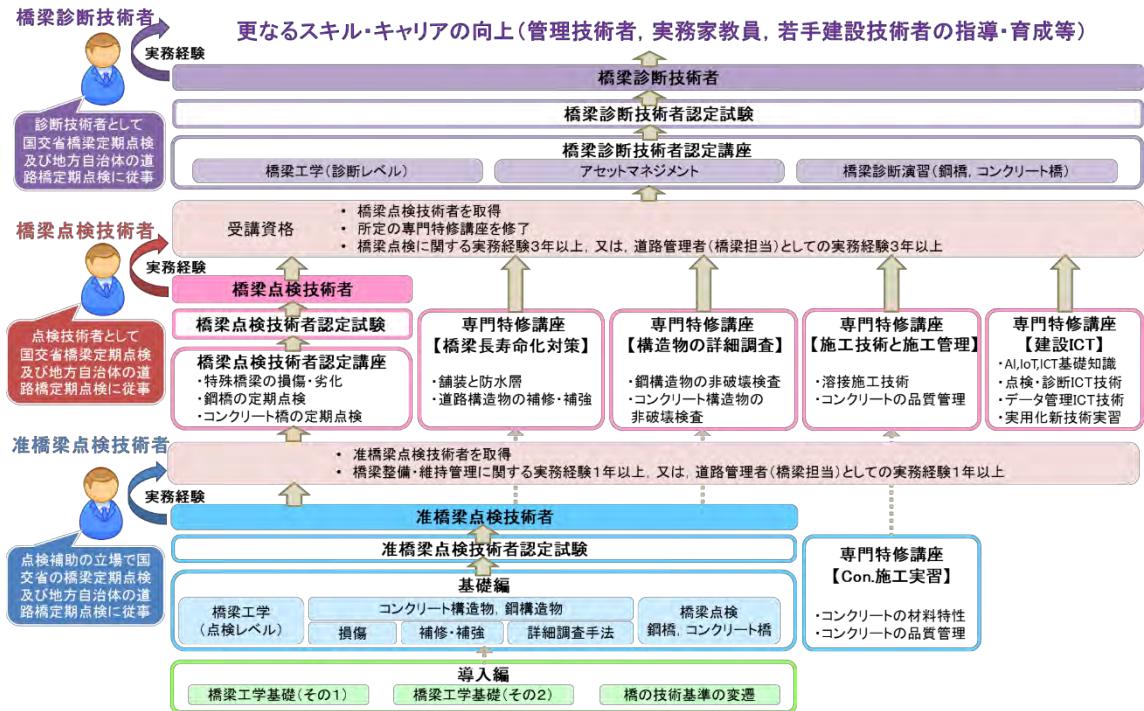 橋梁診断技術者
更なるスキル・キャリアの向上(管理技術者, 実務家教員, 若手建設技術者の指導・育成等)
実務経験
橋梁診断技術者
橋梁診断技術者認定試験
診断技術者として
国交省橋梁定期点検
及び地方自治体の道
路橋定期点検に従事
橋梁診断技術者認定講座
橋梁工学(診断レベル)
アセットマネジメント
橋梁診断演習(鋼橋, コンクリート橋)
橋梁点検技術者
受講資格
・ 橋梁点検技術者を取得
・ 所定の専門特修講座を修了
・ 橋梁点検に関する実務経験3年以上, 又は, 道路管理者(橋梁担当)としての実務経験3年以上
実務経験
橋梁点検技術者
橋梁点検技術者認定試験
点検技術者として
国交省橋梁定期点検
及び地方自治体の道
路橋定期点検に従事
橋梁点検技術者認定講座
・特殊橋梁の損傷・劣化
・鋼橋の定期点検
・コンクリート橋の定期点検
専門特修講座
【橋梁長寿命化対策】
・舗装と防水層
・道路構造物の補修・補強
専門特修講座
【構造物の詳細調査】
・鋼構造物の非破壊検査
・コンクリート構造物の
非破壊検査
専門特修講座
【施工技術と施工管理】
・溶接施工技術
・コンクリートの品質管理
専門特修講座
【建設ICT】
・AI,IoT,ICT基礎知識
・点検・診断ICT技術
・データ管理ICT技術
・実用化新技術実習
准橋梁点検技術者
・ 准橋梁点検技術者を取得
・ 橋梁整備・維持管理に関する実務経験1年以上, 又は, 道路管理者(橋梁担当)としての実務経験1年以上
実務経験
准橋梁点検技術者
准橋梁点検技術者認定試験
点検補助の立場で国
交省の橋梁定期点検
及び地方自治体の道
路橋定期点検に従事
基礎編
橋梁工学
(点検レベル)
コンクリート構造物, 鋼構造物
損傷
補修・補強
詳細調査手法
橋梁点検
鋼橋, コンクリート橋
専門特修講座
【Con.施工実習】
・コンクリートの材料特性
・コンクリートの品質管理
導入編
橋梁工学基礎(その1)
橋梁工学基礎(その2)
橋の技術基準の変遷